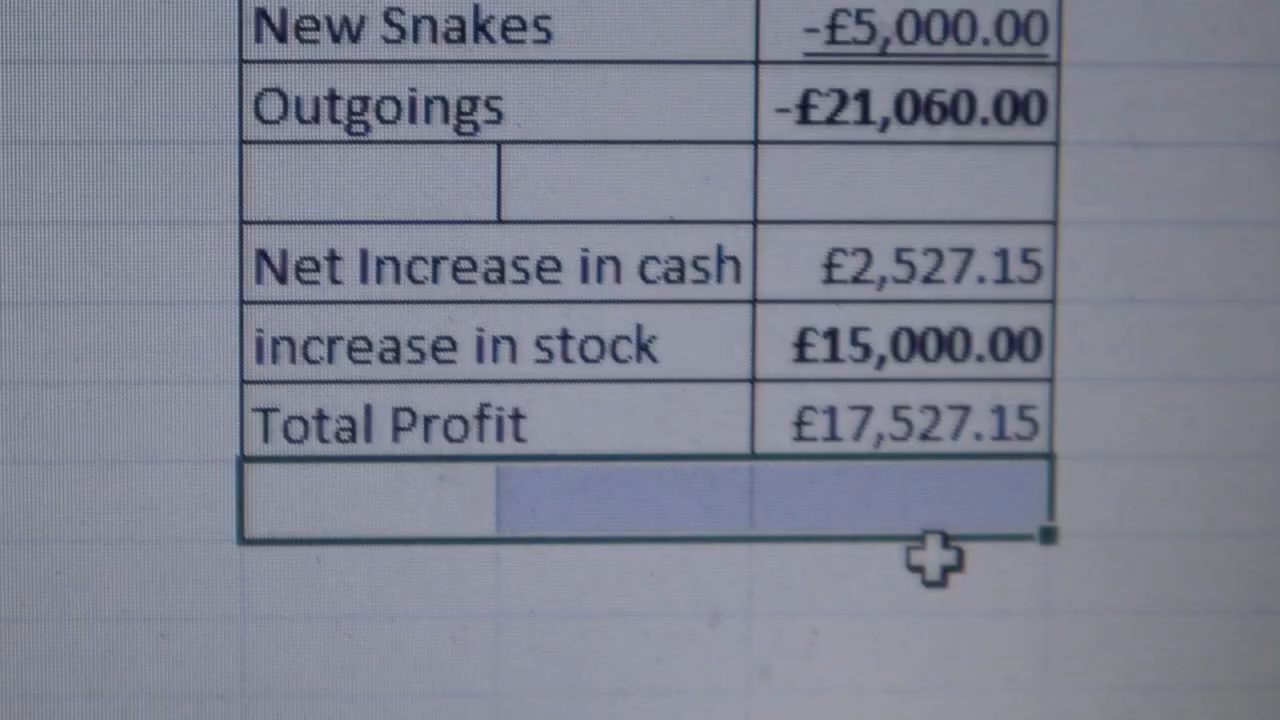 New Snakes -£5,000.00
Outgoings -£21,060.00
Net Increase in cash £2,527.15
increase in stock £15,000.00
Total Profit £17,527.15